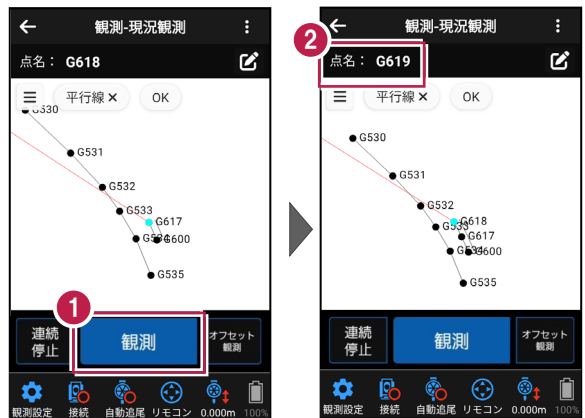 観測-現況観測
点名： G618
平行線 × OK
G530
G531
G532
G533
G617
G534
G600
G535
1
連続
停止
観測
オフセット
観測
観測設定 接続 自動追尾 リモコン 0.000m 100%
2
観測-現況観測
点名： G619
平行線 × OK
G530
G531
G532
G618
G533
G617
G534
G600
G535
連続
停止
観測
オフセット
観測
観測設定 接続 自動追尾 リモコン 0.000m 100%